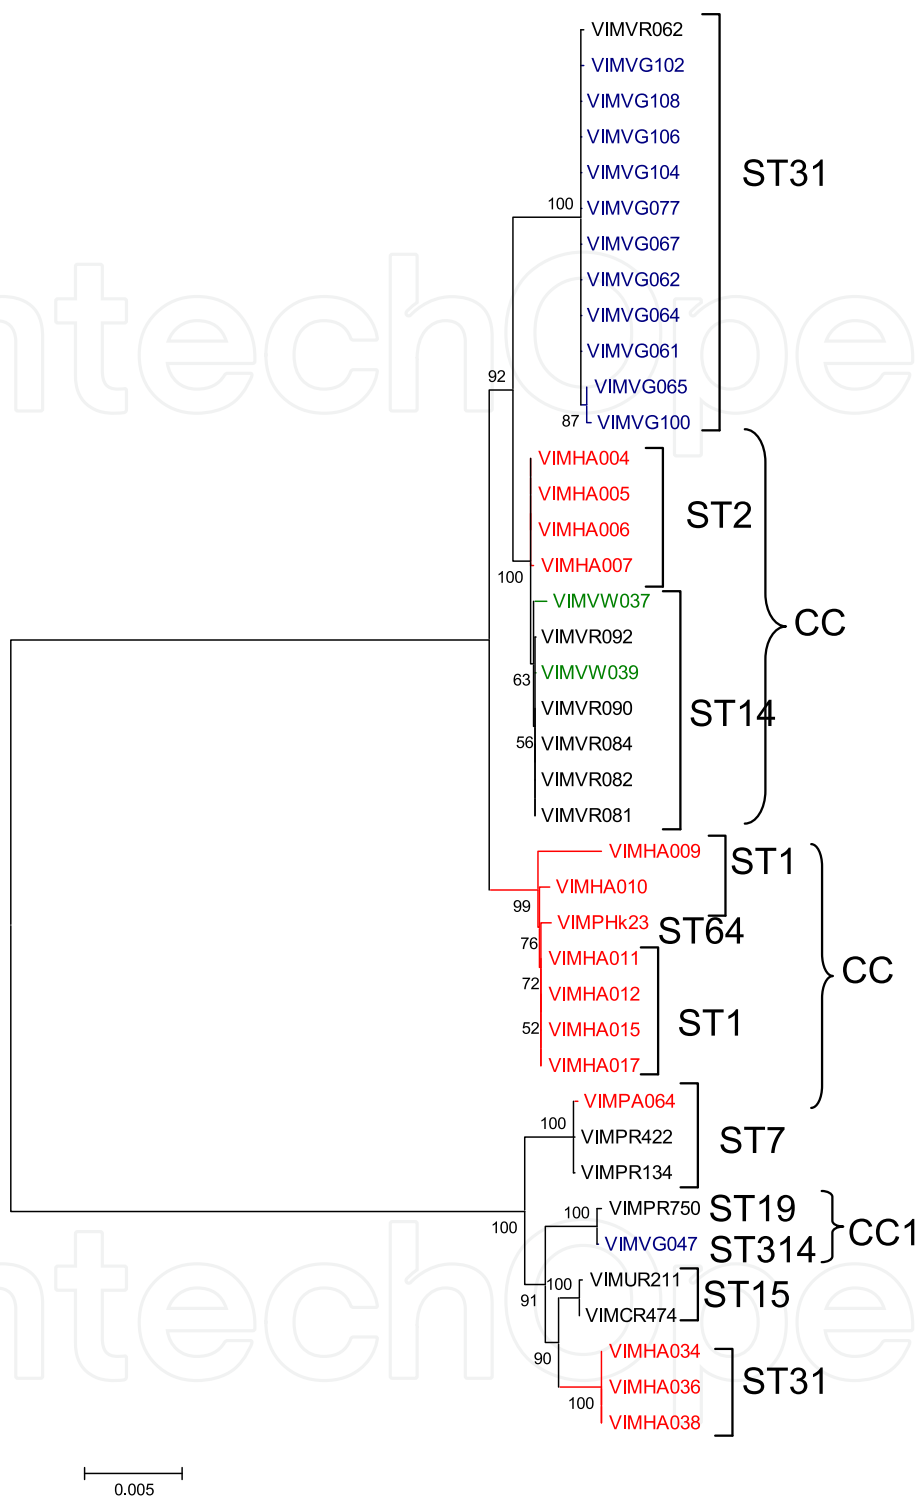 VIMVR062
VIMVG102
VIMVG108
VIMVG106
VIMVG104
ST31
VIMVG077
100
VIMVG067
VIMVG062
VIMVG064
VIMVG061
92
VIMVG065
87
VIMVG100
VIMHA004
VIMHA005
ST2
VIMHA006
VIMHA007
100
VIMVW037
CC
VIMVR092
VIMVW039
63
VIMVR090
ST14
56
VIMVR084
VIMVR082
VIMVR081
VIMHA009
ST1
VIMHA010
99
VIMPHk23
ST64
76
VIMHA011
CC
72
VIMHA012
52
VIMHA015
ST1
VIMHA017
VIMPA064
100
VIMPR422
ST7
VIMPR134
100
VIMPR750
ST19
100
CC1
VIMVG047
ST314
100
VIMUR211
ST15
91
VIMCR474
90
VIMHA034
VIMHA036
ST31
100
VIMHA038
0.005
ntechOpe
ntechOpe